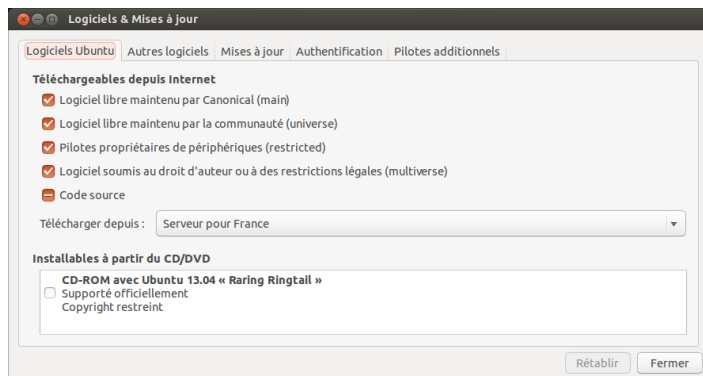 Logiciels & Mises à jour
Logiciels Ubuntu Autres logiciels Mises à jour Authentification Pilotes additionnels
Téléchargeables depuis Internet
Logiciel libre maintenu par Canonical (main)
Logiciel libre maintenu par la communauté (universe)
Pilotes propriétaires de périphériques (restricted)
Logiciel soumis au droit d'auteur ou à des restrictions légales (multiverse)
Code source
Télécharger depuis : Serveur pour France
Installables à partir du CD/DVD
CD-ROM avec Ubuntu 13.04 « Raring Ringtail »
Supporté officiellement
Copyright restreint
Rétablir Fermer